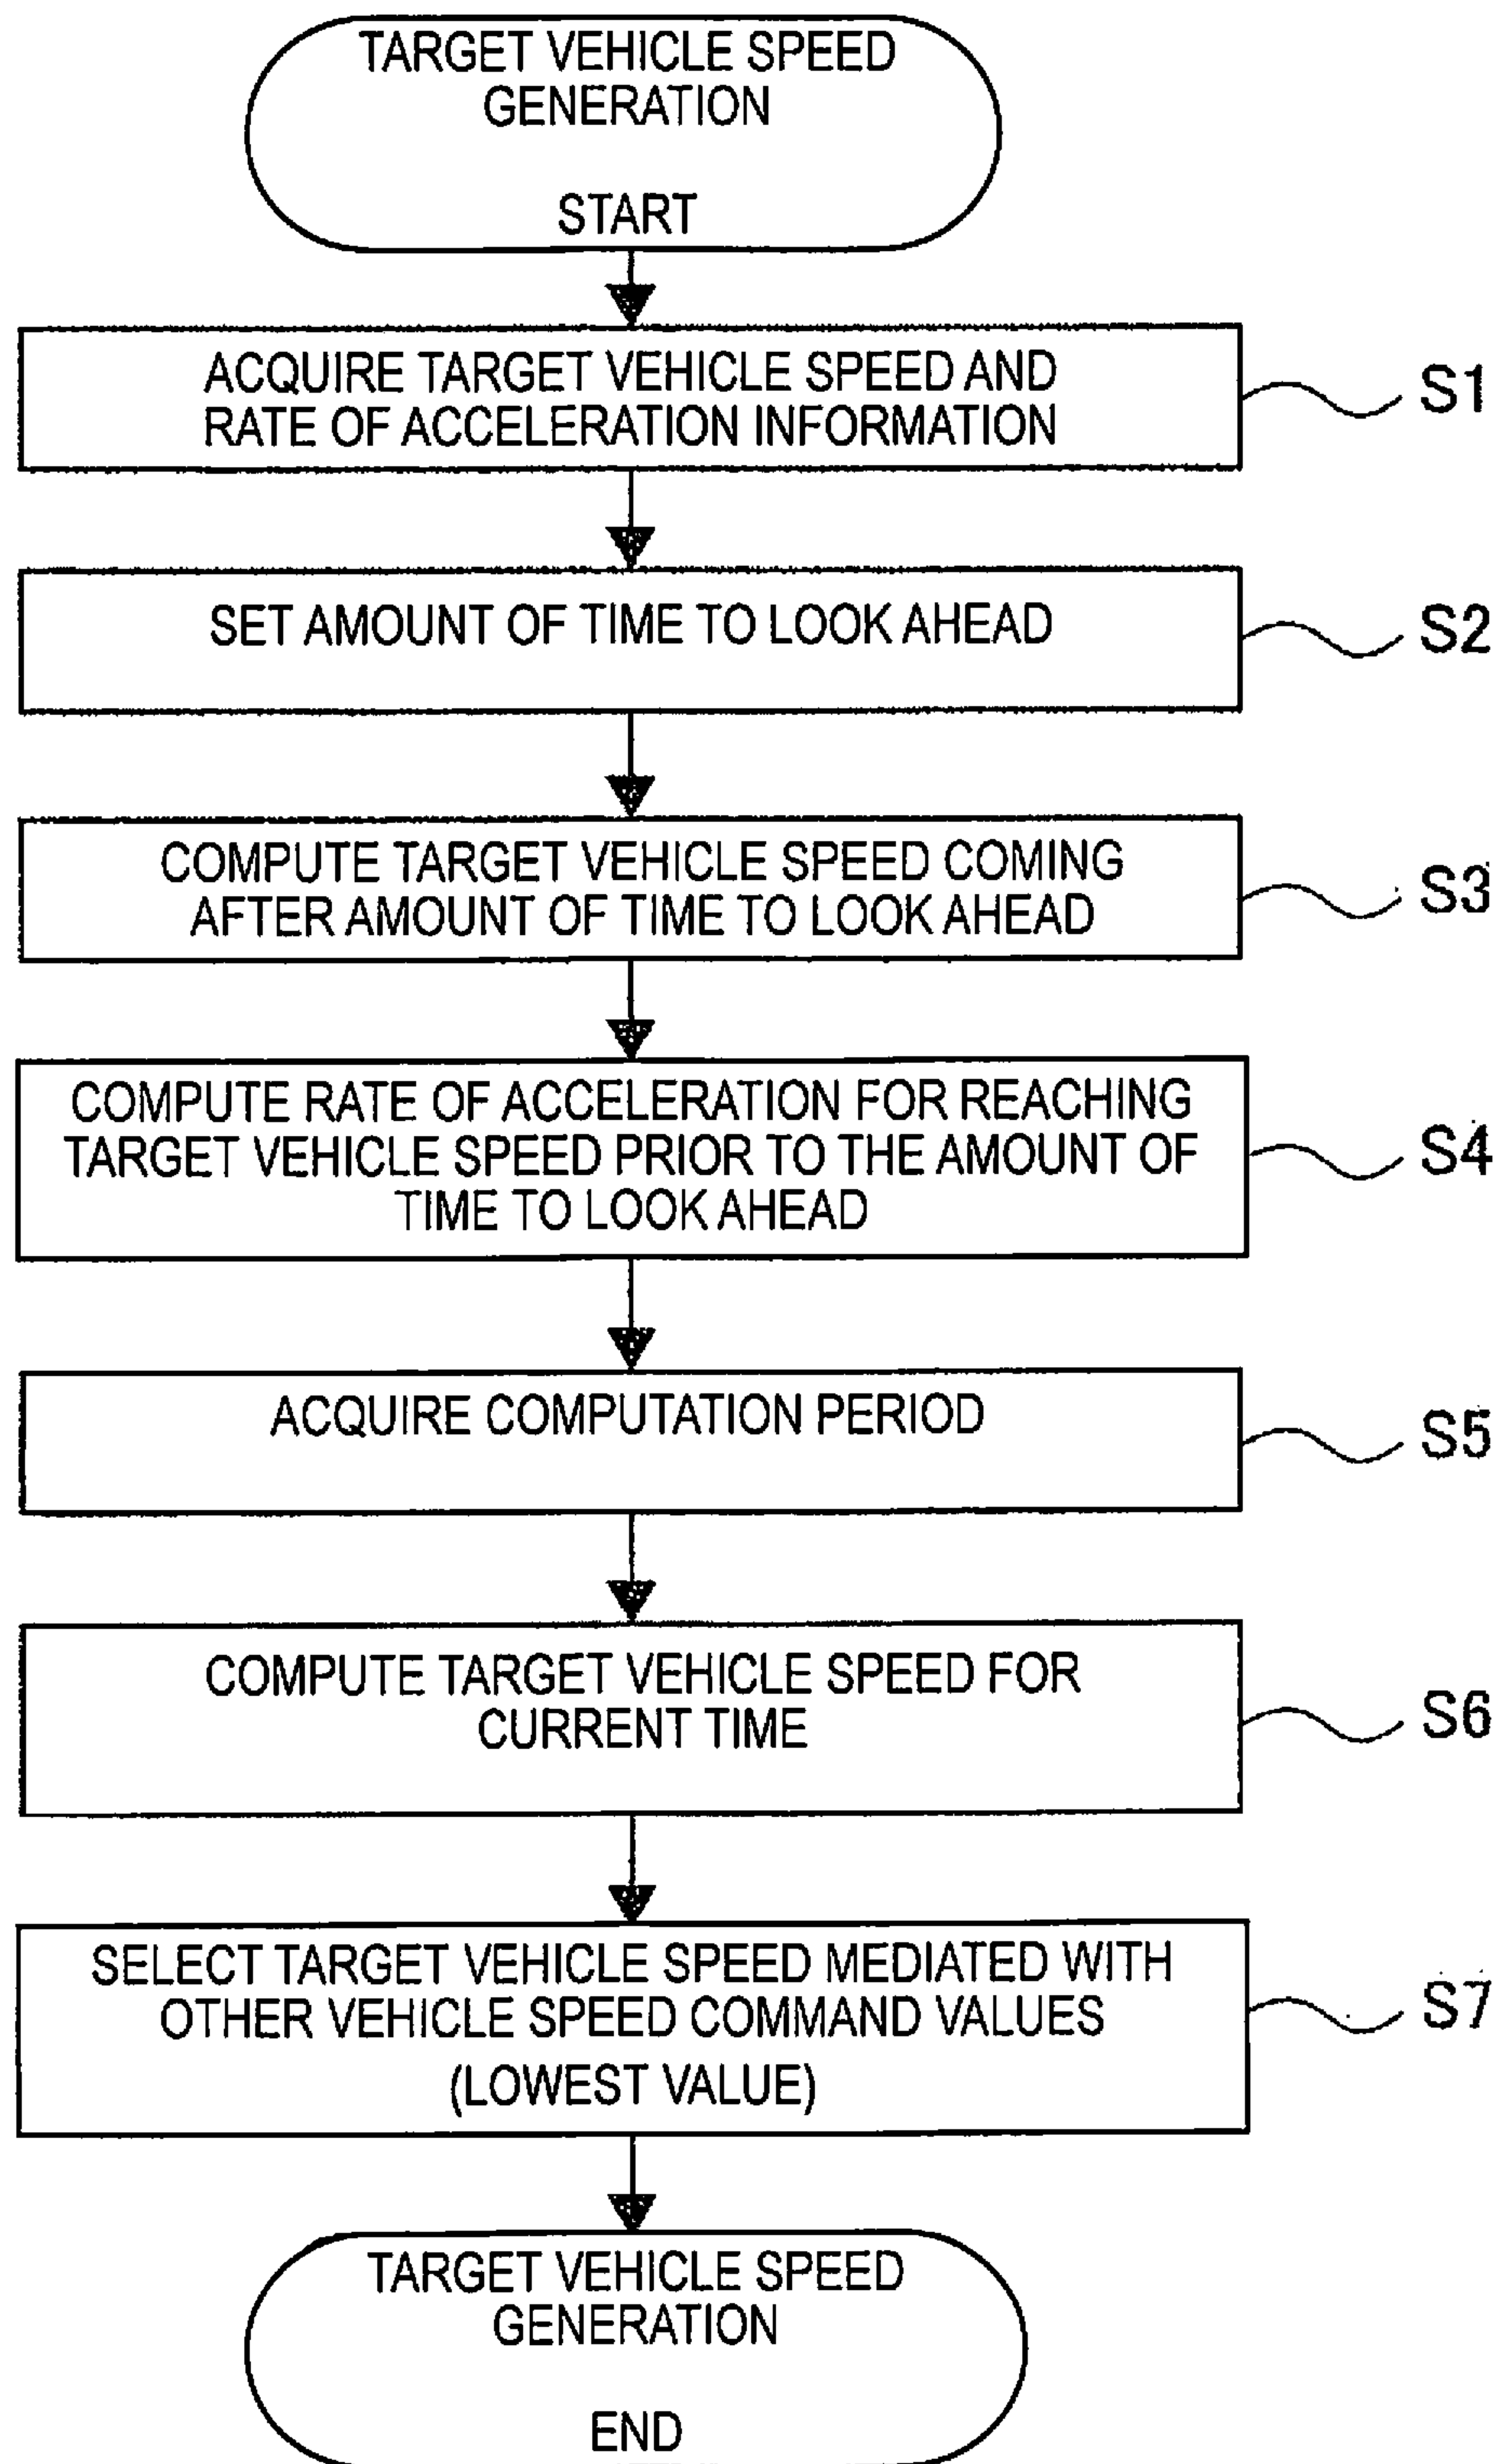 TARGET VEHICLE SPEED
GENERATION
START
ACQUIRE TARGET VEHICLE SPEED AND
RATE OF ACCELERATION INFORMATION
S1
SET AMOUNT OF TIME TO LOOK AHEAD
S2
COMPUTE TARGET VEHICLE SPEED COMING
AFTER AMOUNT OF TIME TO LOOK AHEAD
S3
COMPUTE RATE OF ACCELERATION FOR REACHING
TARGET VEHICLE SPEED PRIOR TO THE AMOUNT OF
TIME TO LOOK AHEAD
S4
ACQUIRE COMPUTATION PERIOD
S5
COMPUTE TARGET VEHICLE SPEED FOR
CURRENT TIME
S6
SELECT TARGET VEHICLE SPEED MEDIATED WITH
OTHER VEHICLE SPEED COMMAND VALUES
(LOWEST VALUE)
S7
TARGET VEHICLE SPEED
GENERATION
END